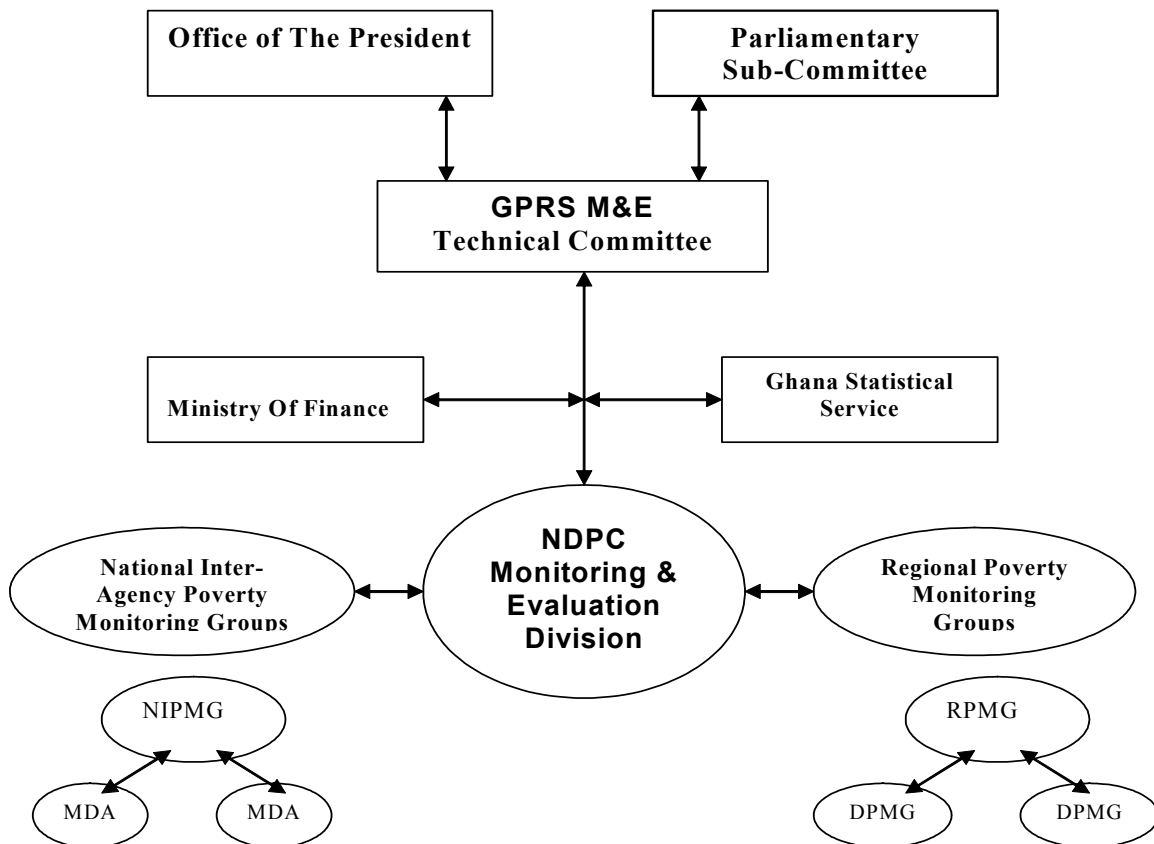 Office of The President
Parliamentary
Sub-Committee
GPRS M&E
Technical Committee
Ministry Of Finance
Ghana Statistical
Service
National Inter-
Agency Poverty
Monitoring Groups
NDPC
Monitoring &
Evaluation
Division
Regional Poverty
Monitoring
Groups
NIPMG
MDA
MDA
RPMG
DPMG
DPMG